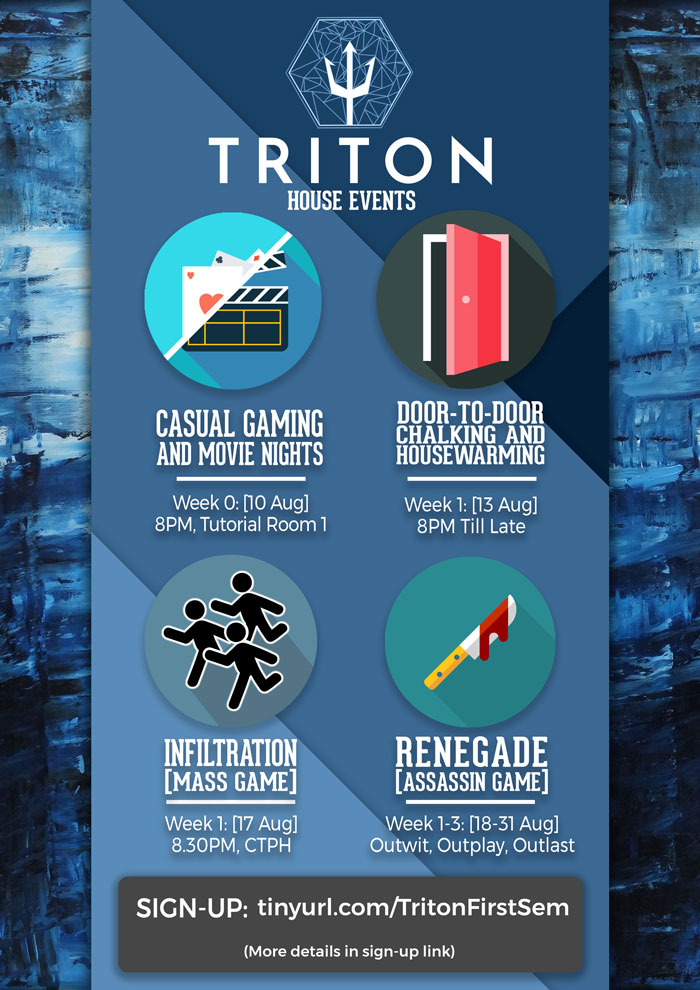 TRITON
HOUSE EVENTS
CASUAL GAMING
AND MOVIE NIGHTS
Week 0: [10 Aug]
8PM, Tutorial Room 1
DOOR-TO-DOOR
CHALKING AND
HOUSEWARMING
Week 1: [13 Aug]
8PM Till Late
INFILTRATION
[MASS GAME]
Week 1: [17 Aug]
8.30PM, CTPH
RENEGADE
[ASSASSIN GAME]
Week 1-3: [18-31 Aug]
Outwit, Outplay, Outlast
SIGN-UP: tinyurl.com/TritonFirstSem
(More details in sign-up link)